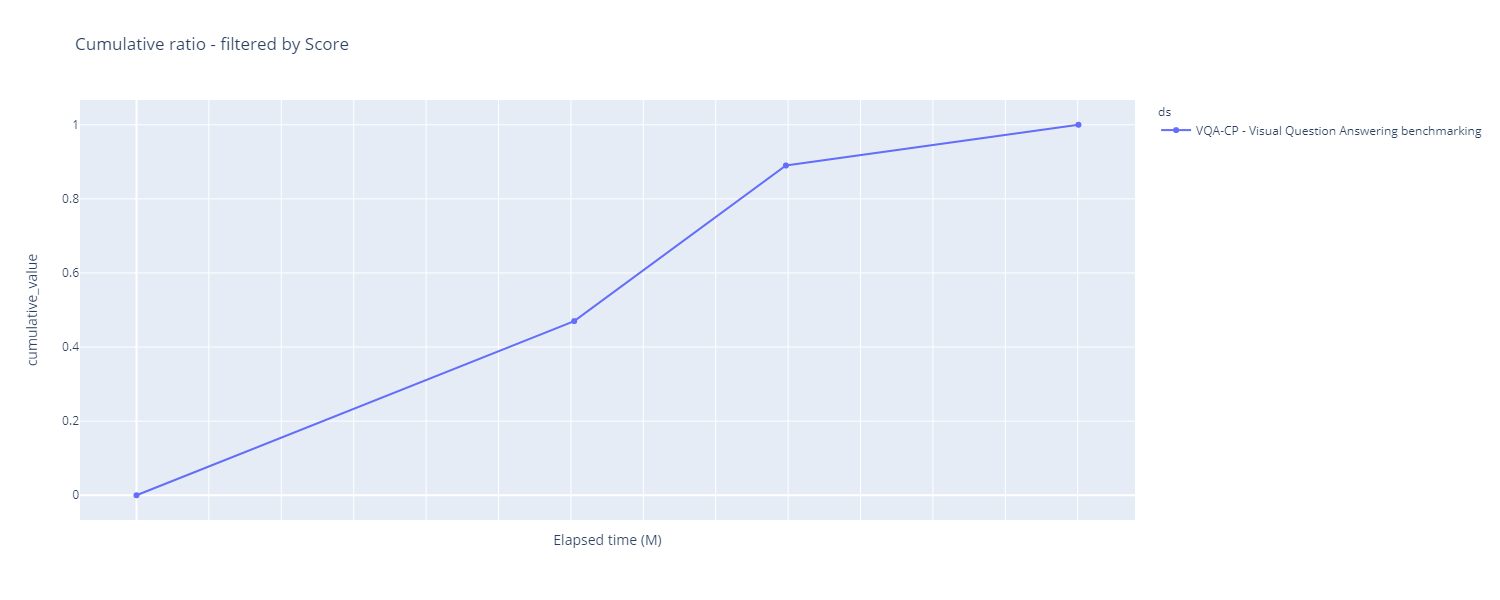 Cumulative ratio - filtered by Score
ds
VQA-CP - Visual Question Answering benchmarking
1
0.8
0.6
0.4
0.2
0
cumulative_value
Elapsed time (M)